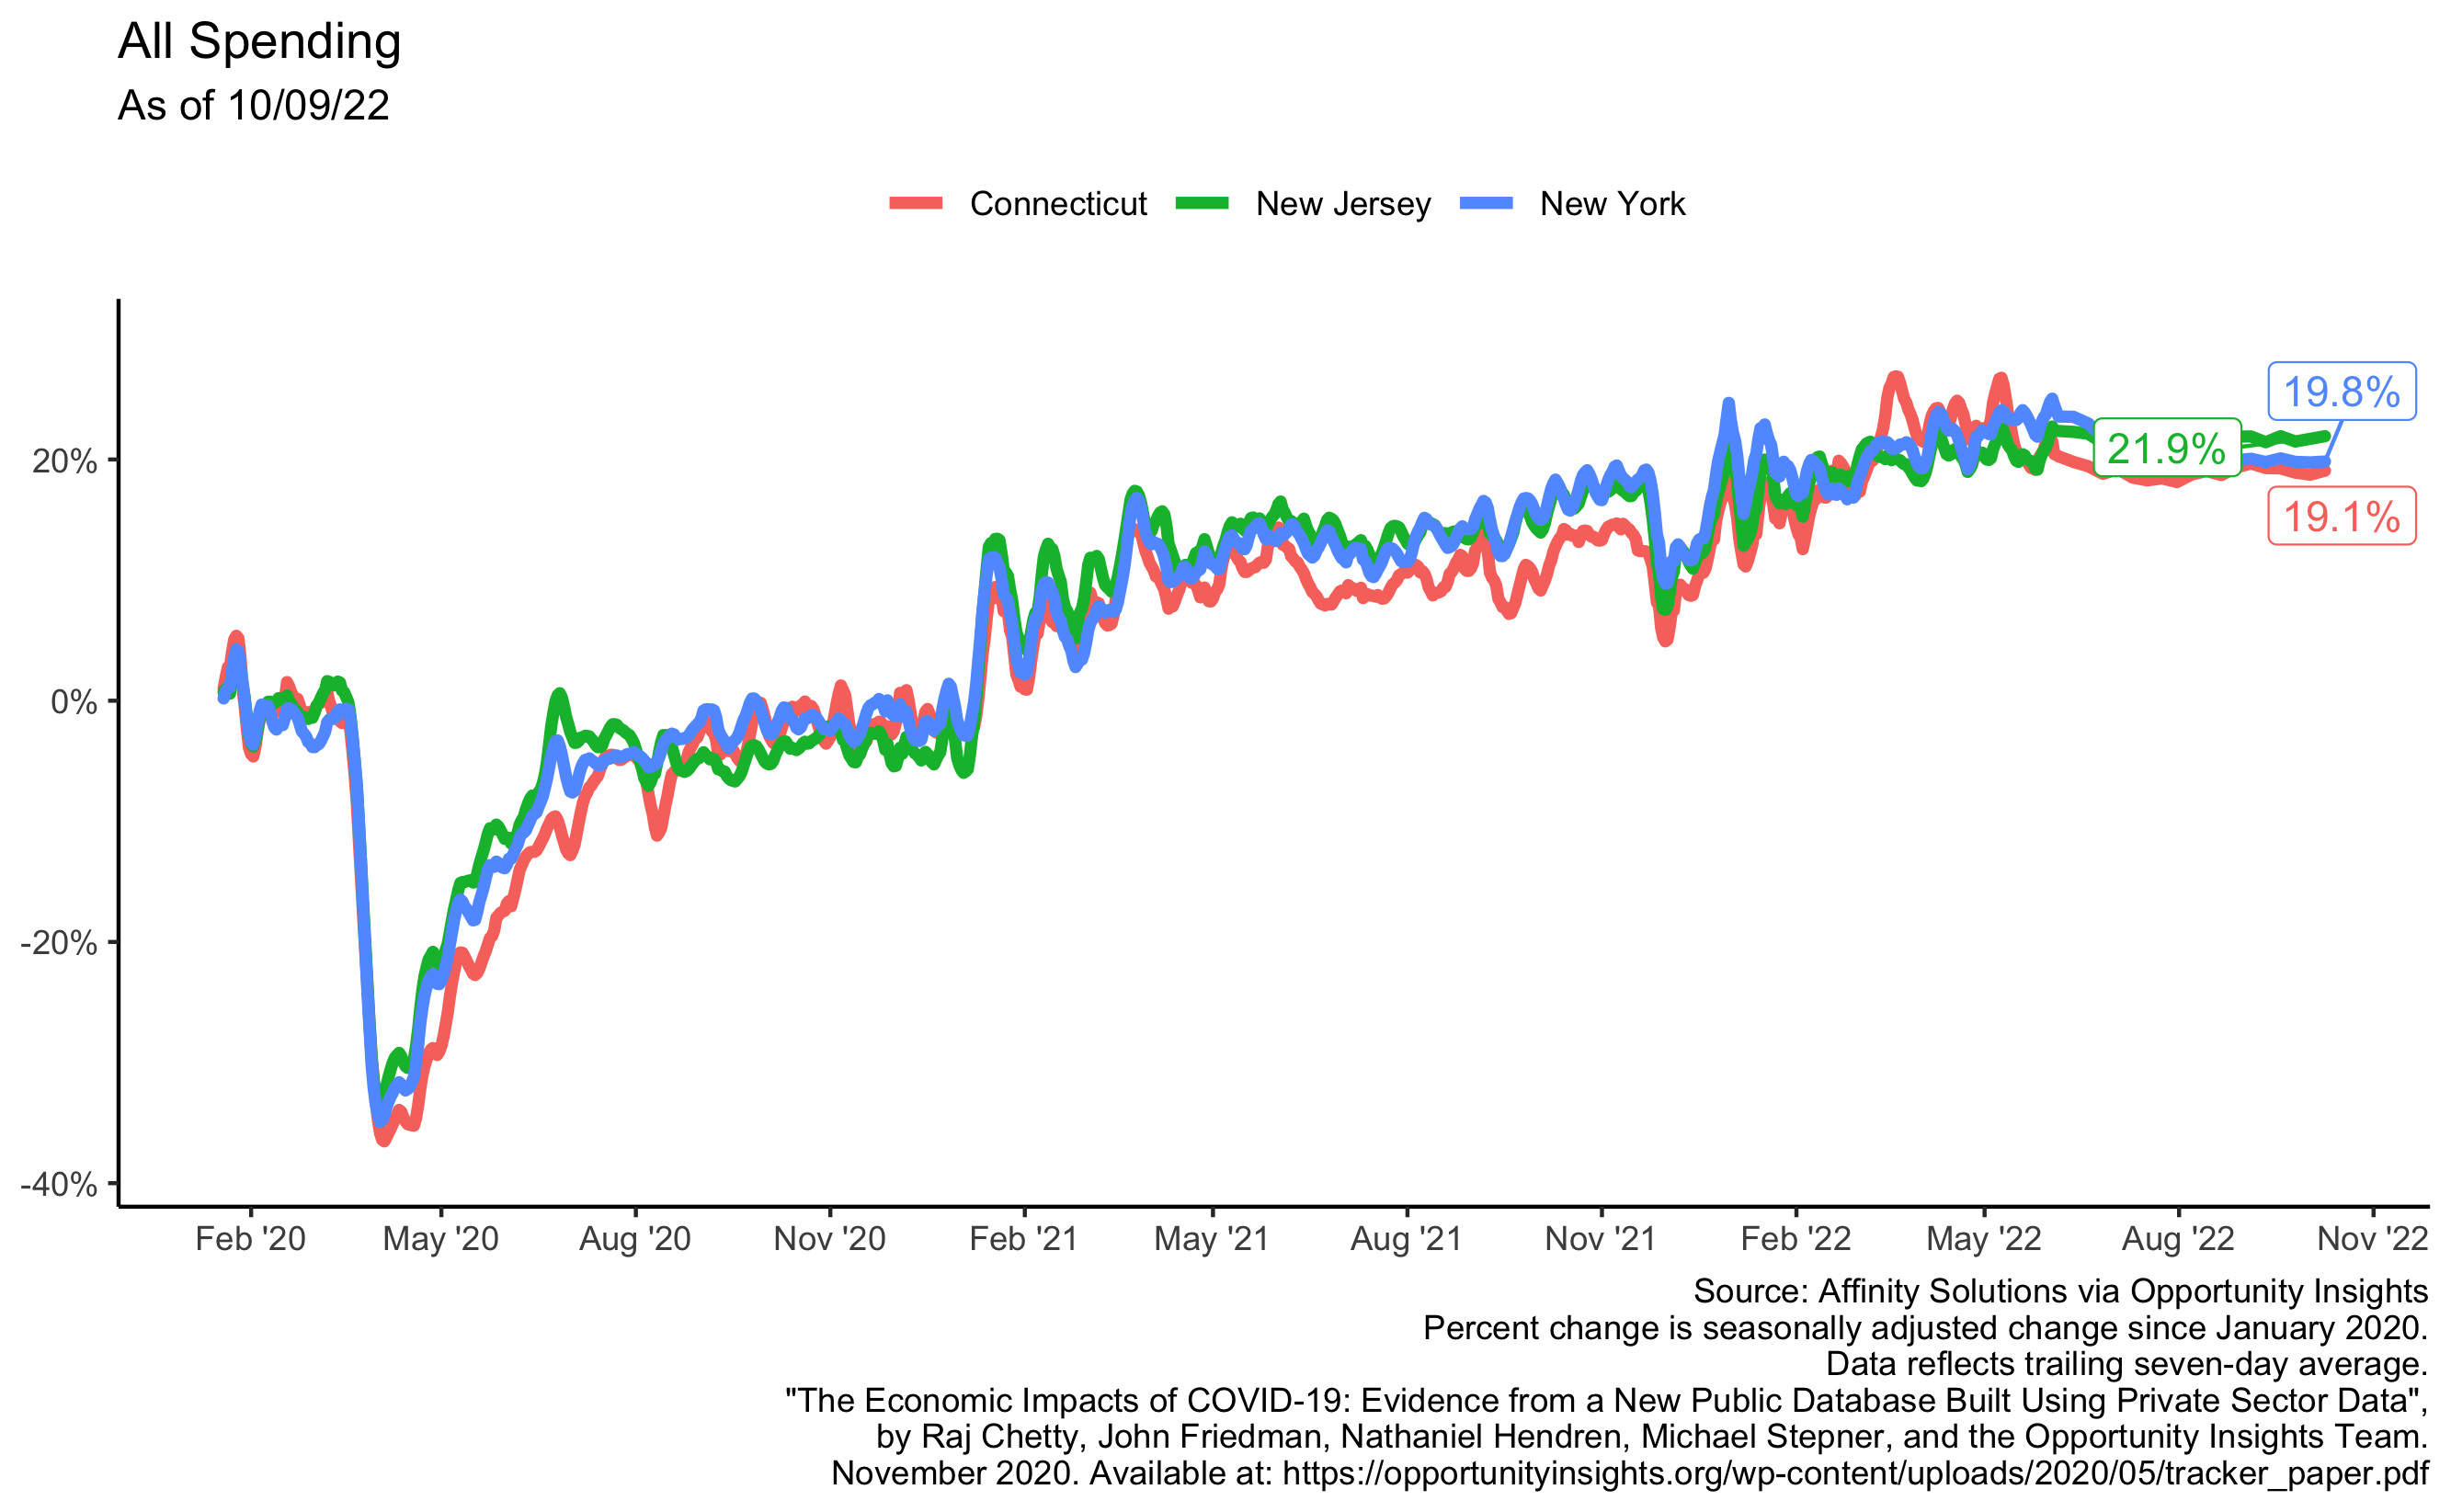 All Spending
As of 10/09/22
Connecticut New Jersey New York
19.8%
21.9%
19.1%
20%
0%
-20%
-40%
Feb '20 May '20 Aug '20 Nov '20 Feb '21 May '21 Aug '21 Nov '21 Feb '22 May '22 Aug '22 Nov '22
Source: Affinity Solutions via Opportunity Insights
Percent change is seasonally adjusted change since January 2020.
Data reflects trailing seven-day average.
"The Economic Impacts of COVID-19: Evidence from a New Public Database Built Using Private Sector Data",
by Raj Chetty, John Friedman, Nathaniel Hendren, Michael Stepner, and the Opportunity Insights Team.
November 2020. Available at: https://opportunityinsights.org/wp-content/uploads/2020/05/tracker_paper.pdf